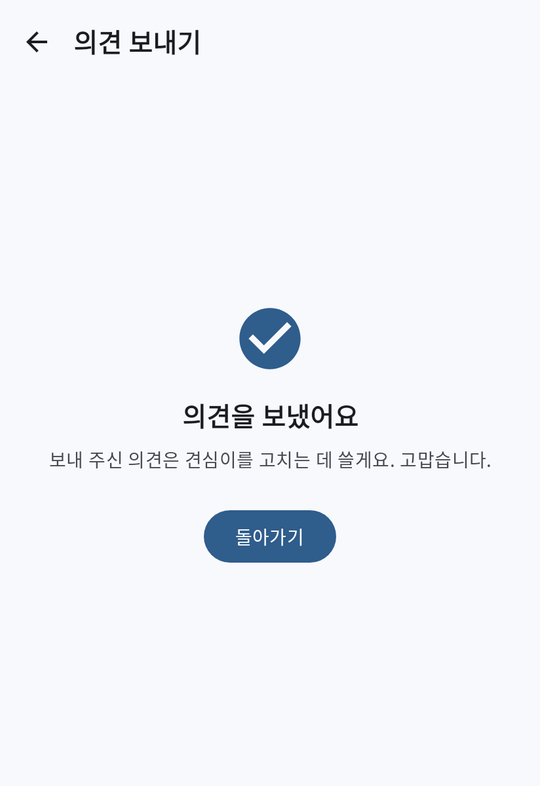 의견 보내기
의견을 보냈어요
보내 주신 의견은 견심이를 고치는 데 쓸게요. 고맙습니다.
돌아가기